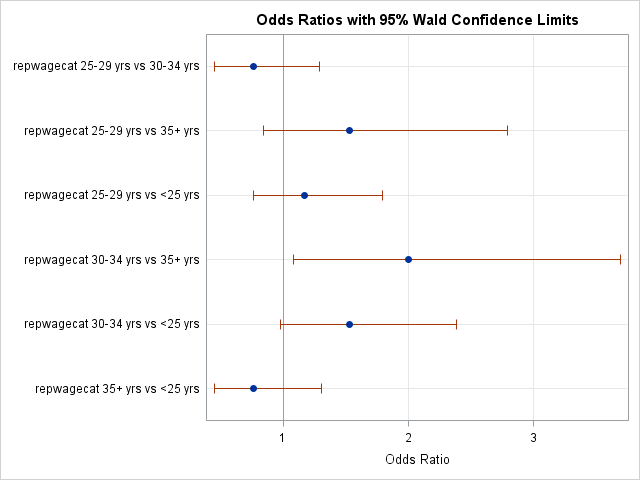 Odds Ratios with 95% Wald Confidence Limits
repwagecat 25-29 yrs vs 30-34 yrs
repwagecat 25-29 yrs vs 35+ yrs
repwagecat 25-29 yrs vs <25 yrs
repwagecat 30-34 yrs vs 35+ yrs
repwagecat 30-34 yrs vs <25 yrs
repwagecat 35+ yrs vs <25 yrs
1 2 3
Odds Ratio